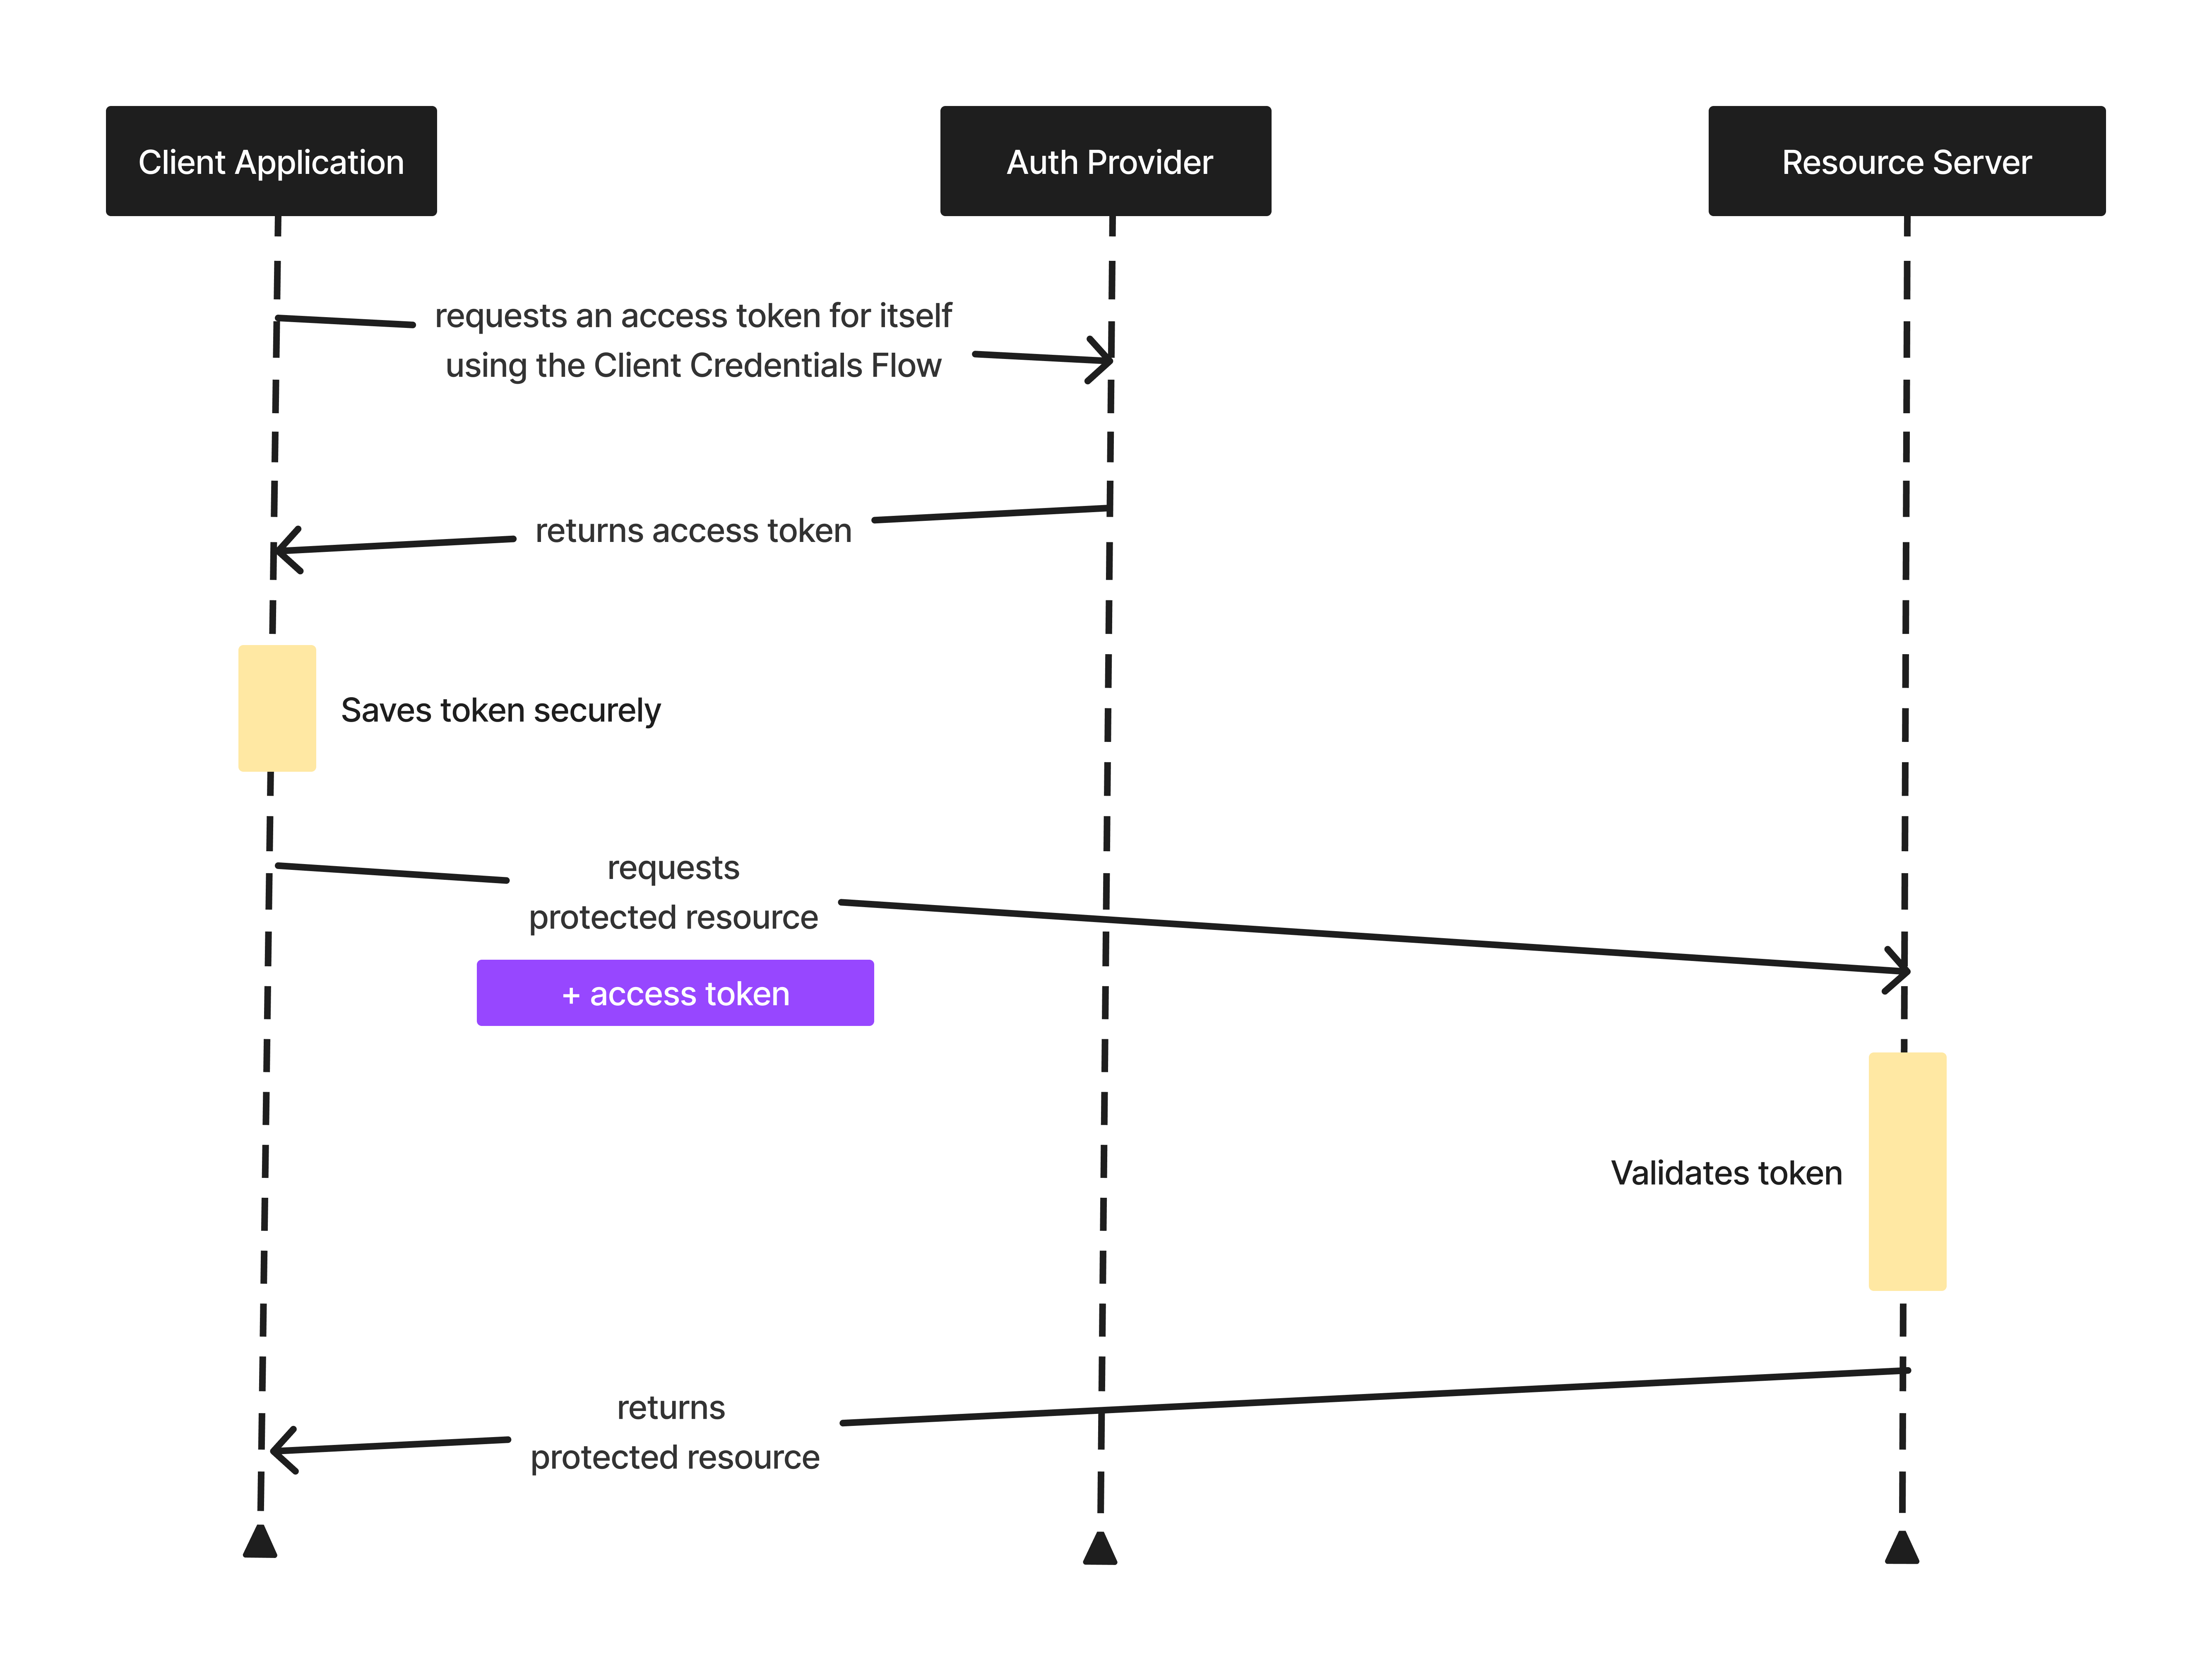 Client Application
Auth Provider
Resource Server
requests an access token for itself
using the Client Credentials Flow
returns access token
Saves token securely
requests
protected resource
+ access token
Validates token
returns
protected resource